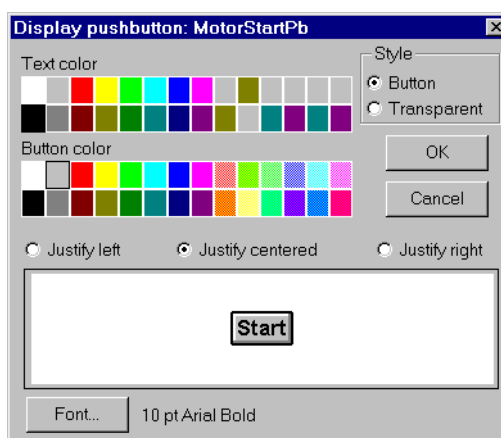 Display pushbutton: MotorStartPb
Text color
Style
Button
Transparent
Button color
OK
Cancel
Justify left
Justify centered
Justify right
Start
Font...
10 pt Arial Bold